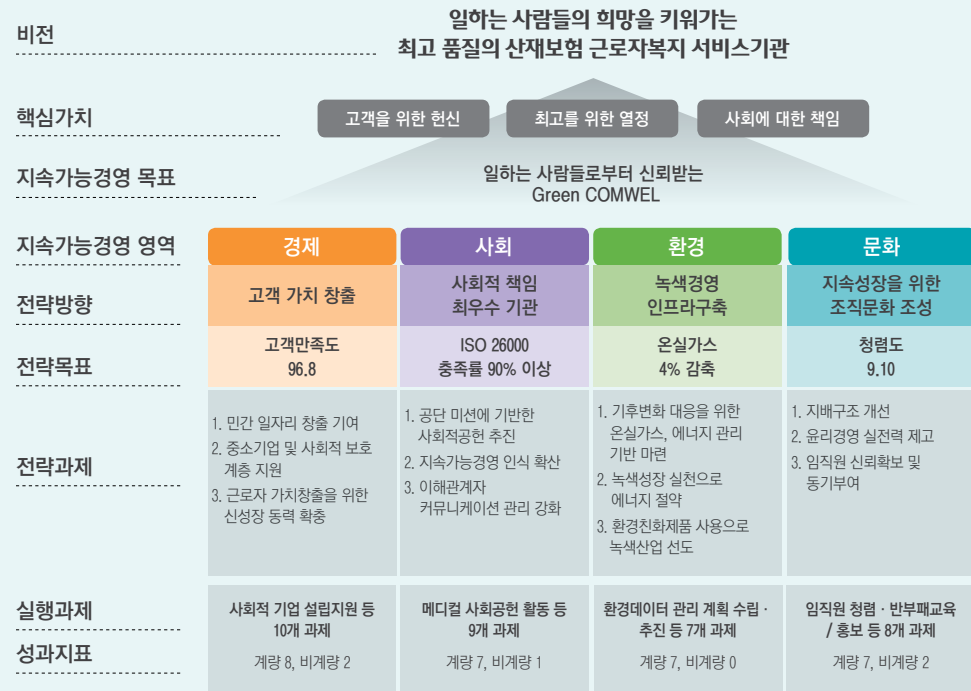 비전
일하는 사람들의 희망을 키워가는
최고 품질의 산재보험 근로자복지 서비스기관
핵심가치
고객을 위한 헌신
최고를 위한 열정
사회에 대한 책임
지속가능경영 목표
일하는 사람들로부터 신뢰받는
Green COMWEL
지속가능경영 영역
경제
사회
환경
문화
전략방향
고객 가치 창출
사회적 책임
최우수 기관
녹색경영
인프라구축
지속성장을 위한
조직문화 조성
전략목표
고객만족도
96.8
ISO 26000
충족률 90% 이상
온실가스
4% 감축
청렴도
9.10
전략과제
1. 민간 일자리 창출 기여
2. 중소기업 및 사회적 보호
계층 지원
3. 근로자 가치창출을 위한
신성장 동력 확충
1. 공단 미션에 기반한
사회적공헌 추진
2. 지속가능경영 인식 확산
3. 이해관계자
커뮤니케이션 관리 강화
1. 기후변화 대응을 위한
온실가스, 에너지 관리
기반 마련
2. 녹색성장 실천으로
에너지 절약
3. 환경친화제품 사용으로
녹색산업 선도
1. 지배구조 개선
2. 윤리경영 실전력 제고
3. 임직원 신뢰확보 및
동기부여
실행과제
사회적 기업 설립지원 등
10개 과제
메디컬 사회공헌 활동 등
9개 과제
환경데이터 관리 계획 수립 ·
추진 등 7개 과제
임직원 청렴 · 반부패교육
/ 홍보 등 8개 과제
성과지표
계량 8, 비계량 2
계량 7, 비계량 1
계량 7, 비계량 0
계량 7, 비계량 2